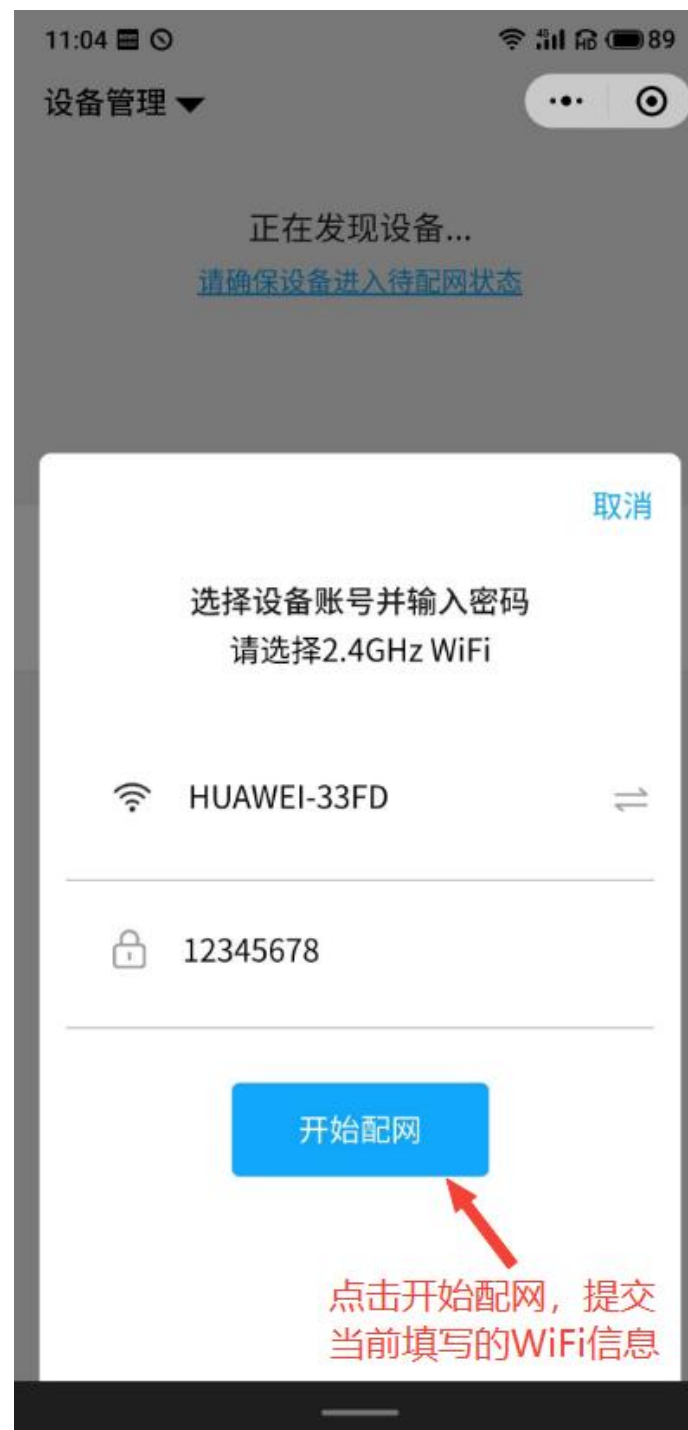 11:04
4G HD 89
设备管理
正在发现设备...
请确保设备进入待配网状态
取消
选择设备账号并输入密码
请选择2.4GHz WiFi
HUAWEI-33FD
12345678
开始配网
点击开始配网，提交
当前填写的WiFi信息